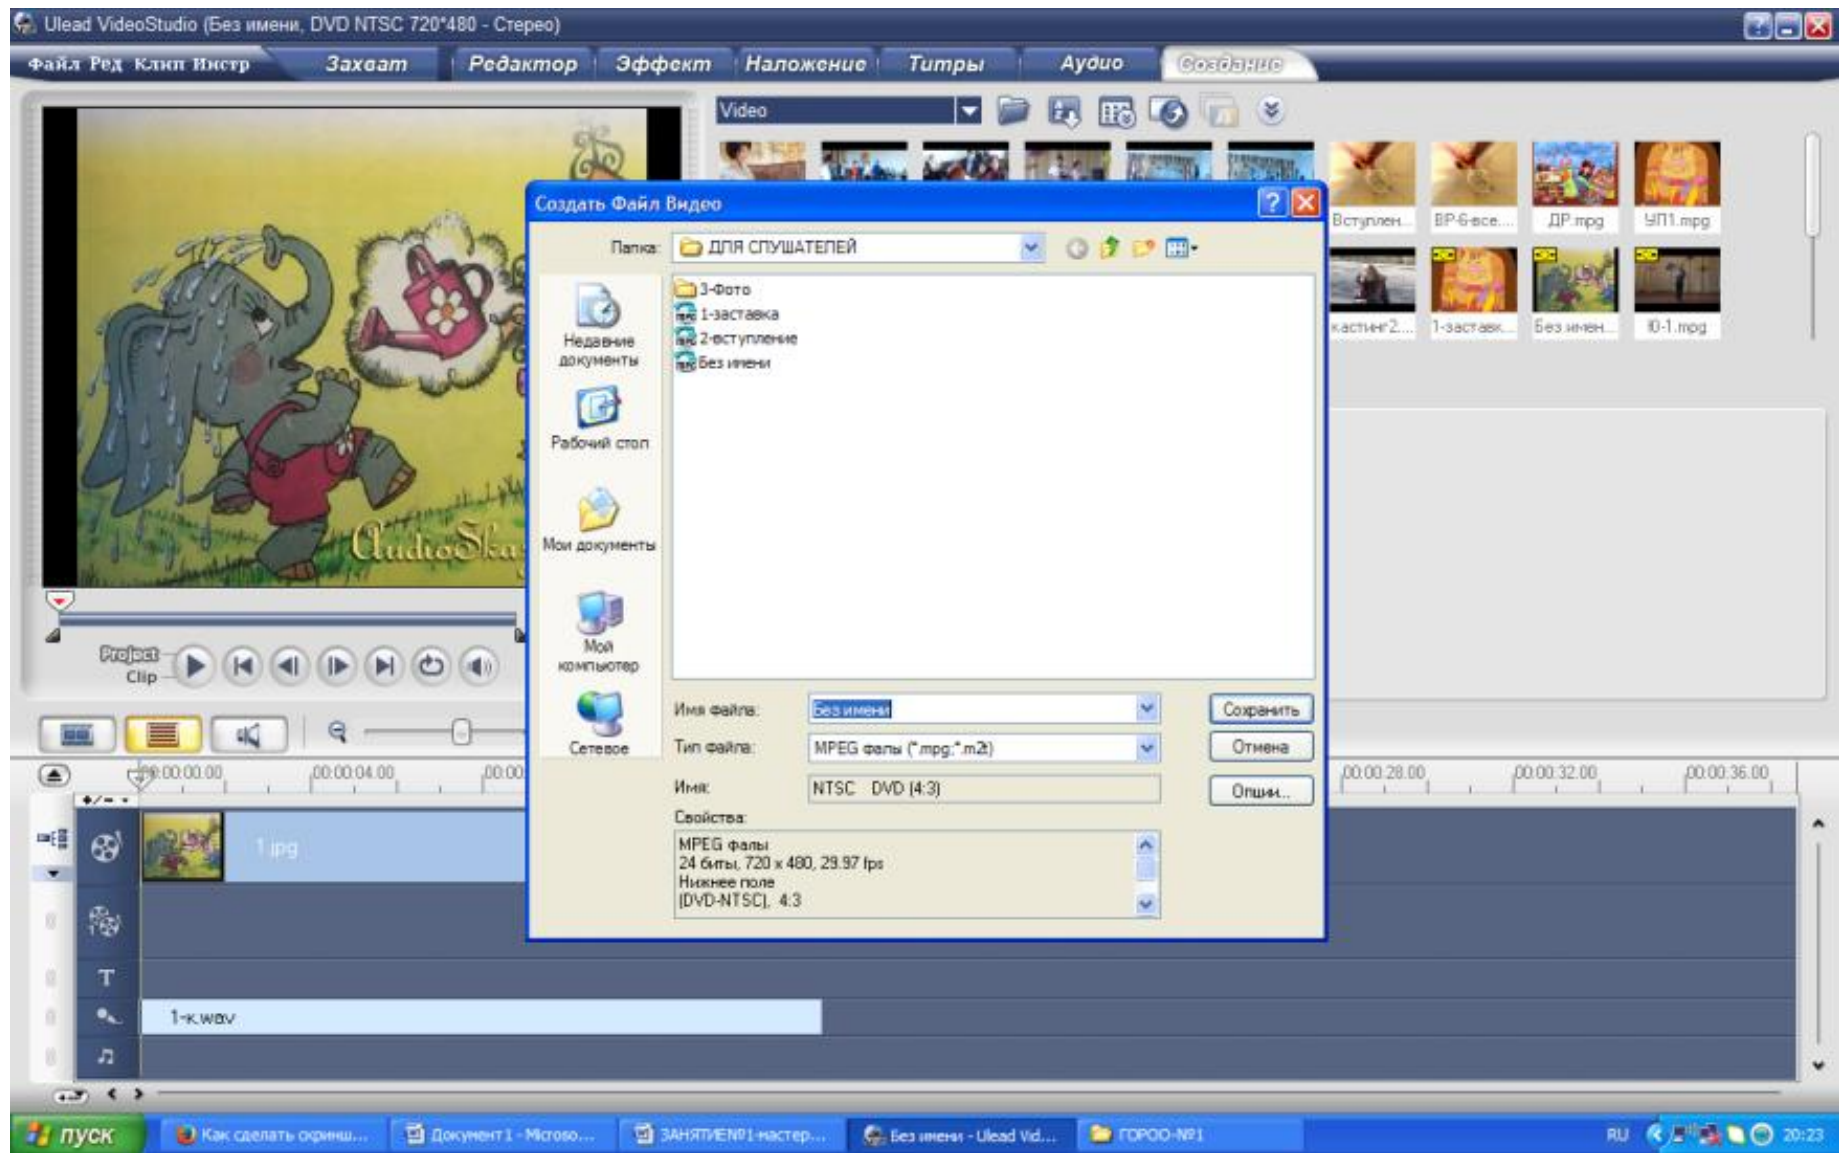 Ulead VideoStudio (Без имени, DVD NTSC 720*480 - Стерео)
Файл Ред Клип Инстр Захват Редактор Эффект Наложение Титры Аудио Создание
Video
Вступлен... ВР-6-все.... ДР.mpg УП1.mpg
кастинг2.... 1-заставк... Без имен... Ю-1.mpg
Создать Файл Видео
Папка: ДЛЯ СЛУШАТЕЛЕЙ
3-Фото
1-заставка
2-вступление
Без имени
Недавние
документы
Рабочий стол
Мои документы
Мой
компьютер
Сетевое
Имя файла: Без имени Сохранить
Тип файла: MPEG фалы (*.mpg;*.m2t) Отмена
Имя: NTSC DVD (4:3) Опции...
Свойства:
MPEG фалы
24 биты, 720 x 480, 29.97 fps
Нижнее поле
(DVD-NTSC), 4:3
AudioSka
Project
Clip
00:00:00.00 00:00:04.00 00:00 00:00:28.00 00:00:32.00 00:00:36.00
1.jpg
T
1-к.wav
пуск Как сделать скринш... Документ1 - Microso... ЗАНЯТИЕ№1-мастер... Без имени - Ulead Vid... ГОРОО-№1 RU 20:23